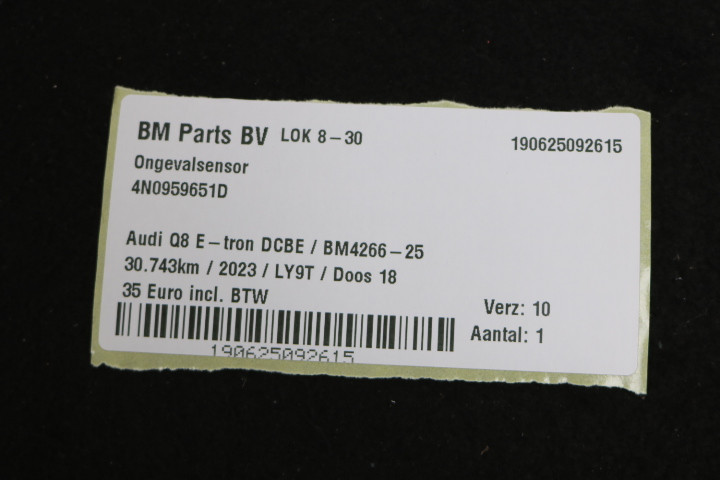 BM Parts BV LOK 8-30 190625092615
Ongevalsensor
4N0959651D
Audi Q8 E-tron DCBE / BM4266-25
30.743km / 2023 / LY9T / Doos 18
35 Euro incl. BTW
Verz: 10
Aantal: 1
190625092615